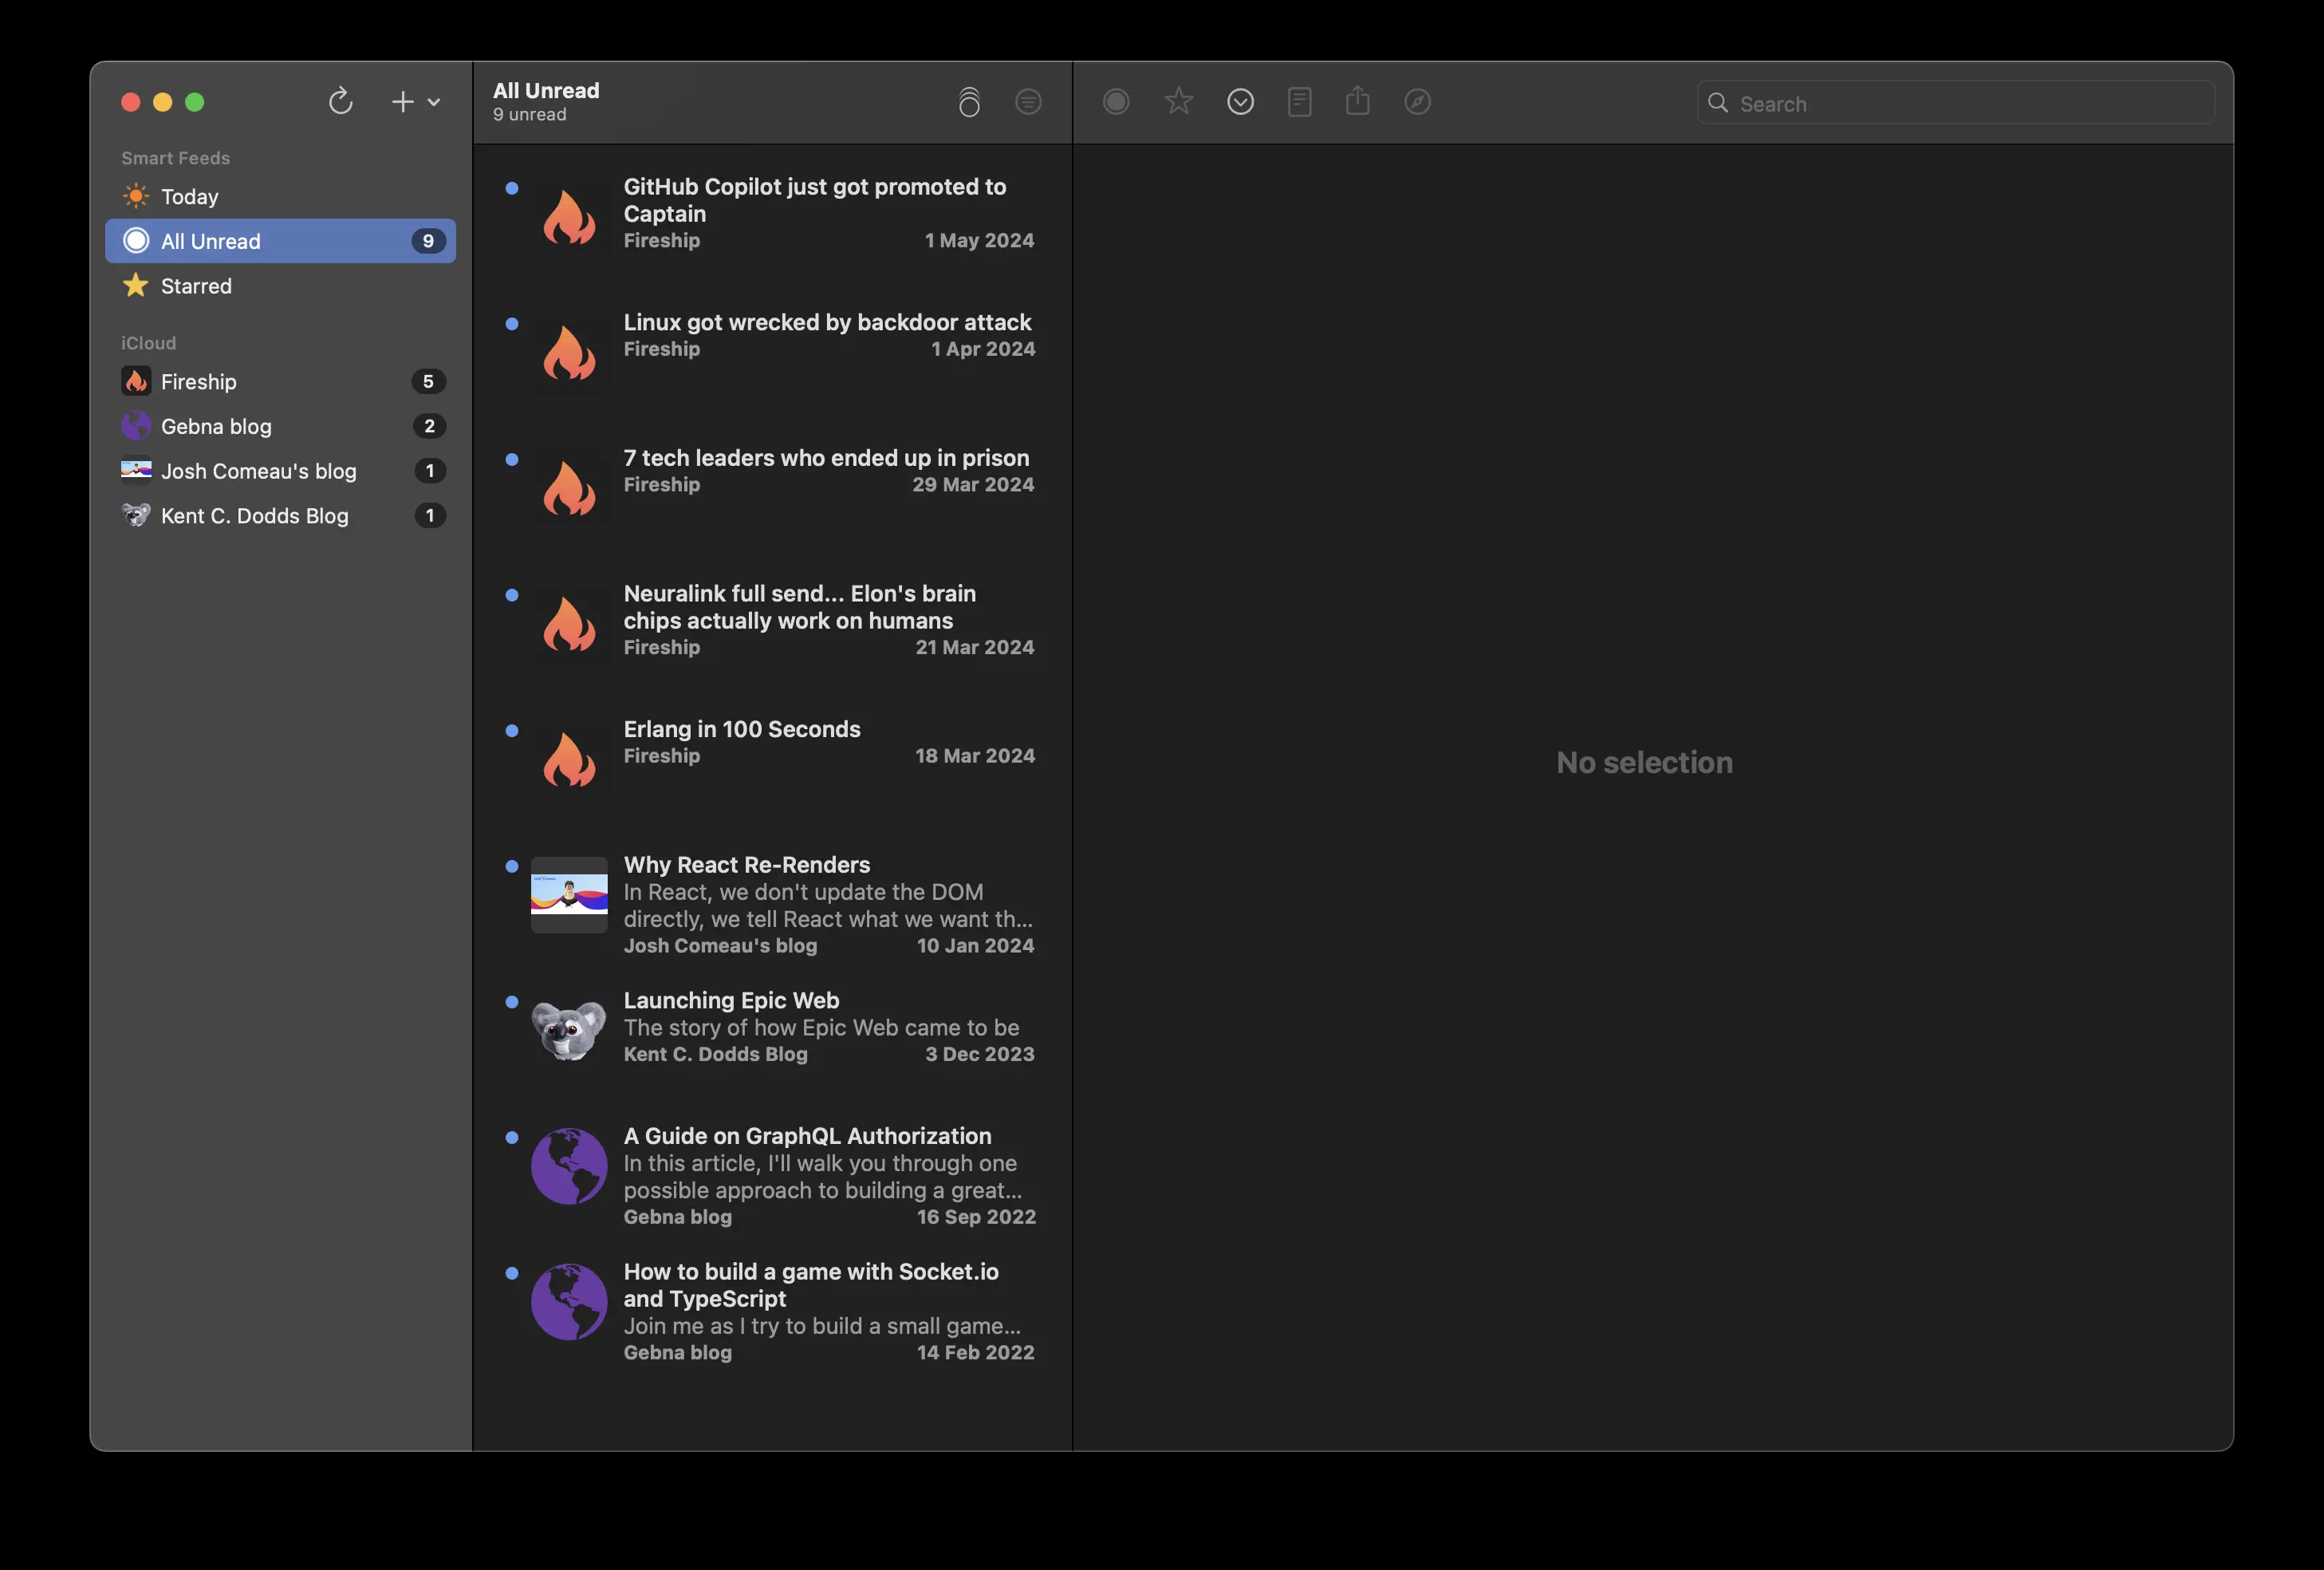 Smart Feeds
Today
All Unread 9
Starred
iCloud
Fireship 5
Gebna blog 2
Josh Comeau's blog 1
Kent C. Dodds Blog 1
All Unread
9 unread
GitHub Copilot just got promoted to
Captain
Fireship 1 May 2024
Linux got wrecked by backdoor attack
Fireship 1 Apr 2024
7 tech leaders who ended up in prison
Fireship 29 Mar 2024
Neuralink full send... Elon's brain
chips actually work on humans
Fireship 21 Mar 2024
Erlang in 100 Seconds
Fireship 18 Mar 2024
Why React Re-Renders
In React, we don't update the DOM
directly, we tell React what we want th...
Josh Comeau's blog 10 Jan 2024
Launching Epic Web
The story of how Epic Web came to be
Kent C. Dodds Blog 3 Dec 2023
A Guide on GraphQL Authorization
In this article, I'll walk you through one
possible approach to building a great...
Gebna blog 16 Sep 2022
How to build a game with Socket.io
and TypeScript
Join me as I try to build a small game...
Gebna blog 14 Feb 2022
Search
No selection